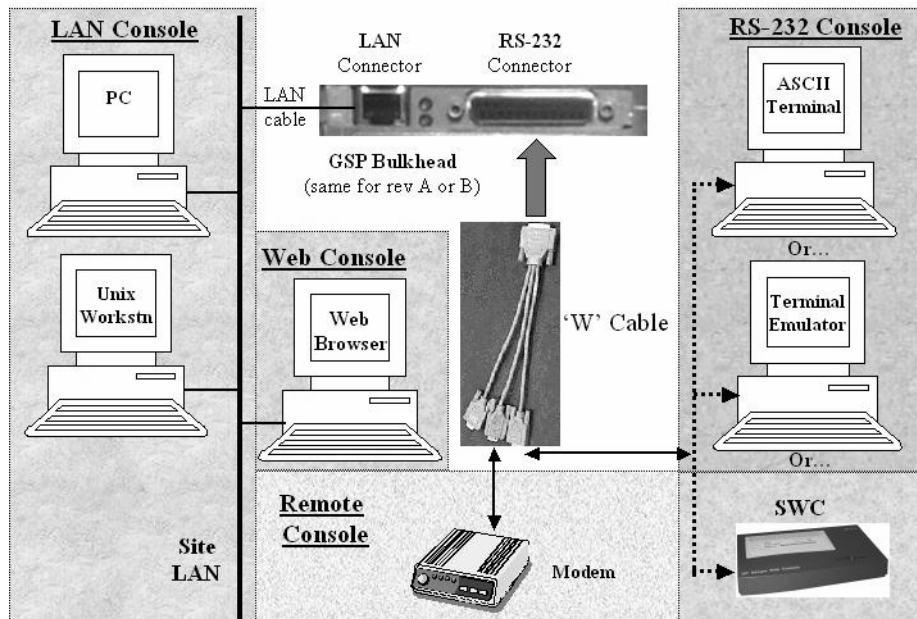 LAN Console
PC
Unix
Workstn
Site
LAN
LAN
Connector
RS-232
Connector
LAN
cable
GSP Bulkhead
(same for rev A or B)
Web Console
Web
Browser
‘W’ Cable
Remote
Console
Modem
RS-232 Console
ASCII
Terminal
Or...
Terminal
Emulator
Or...
SWC